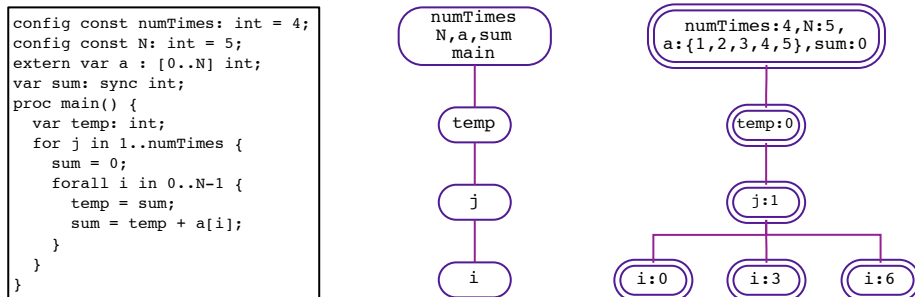 config const numTimes: int = 4;
config const N: int = 5;
extern var a : [0..N] int;
var sum: sync int;
proc main() {
  var temp: int;
  for j in 1..numTimes {
    sum = 0;
    forall i in 0..N-1 {
      temp = sum;
      sum = temp + a[i];
    }
  }
}
numTimes
N,a,sum
main
temp
j
i
numTimes:4,N:5,
a:{1,2,3,4,5},sum:0
temp:0
j:1
i:0
i:3
i:6